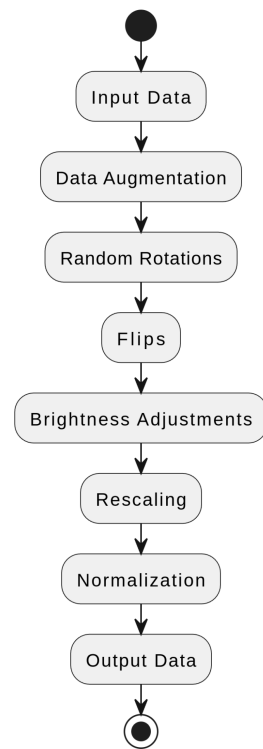 Input Data
Data Augmentation
Random Rotations
Flips
Brightness Adjustments
Rescaling
Normalization
Output Data